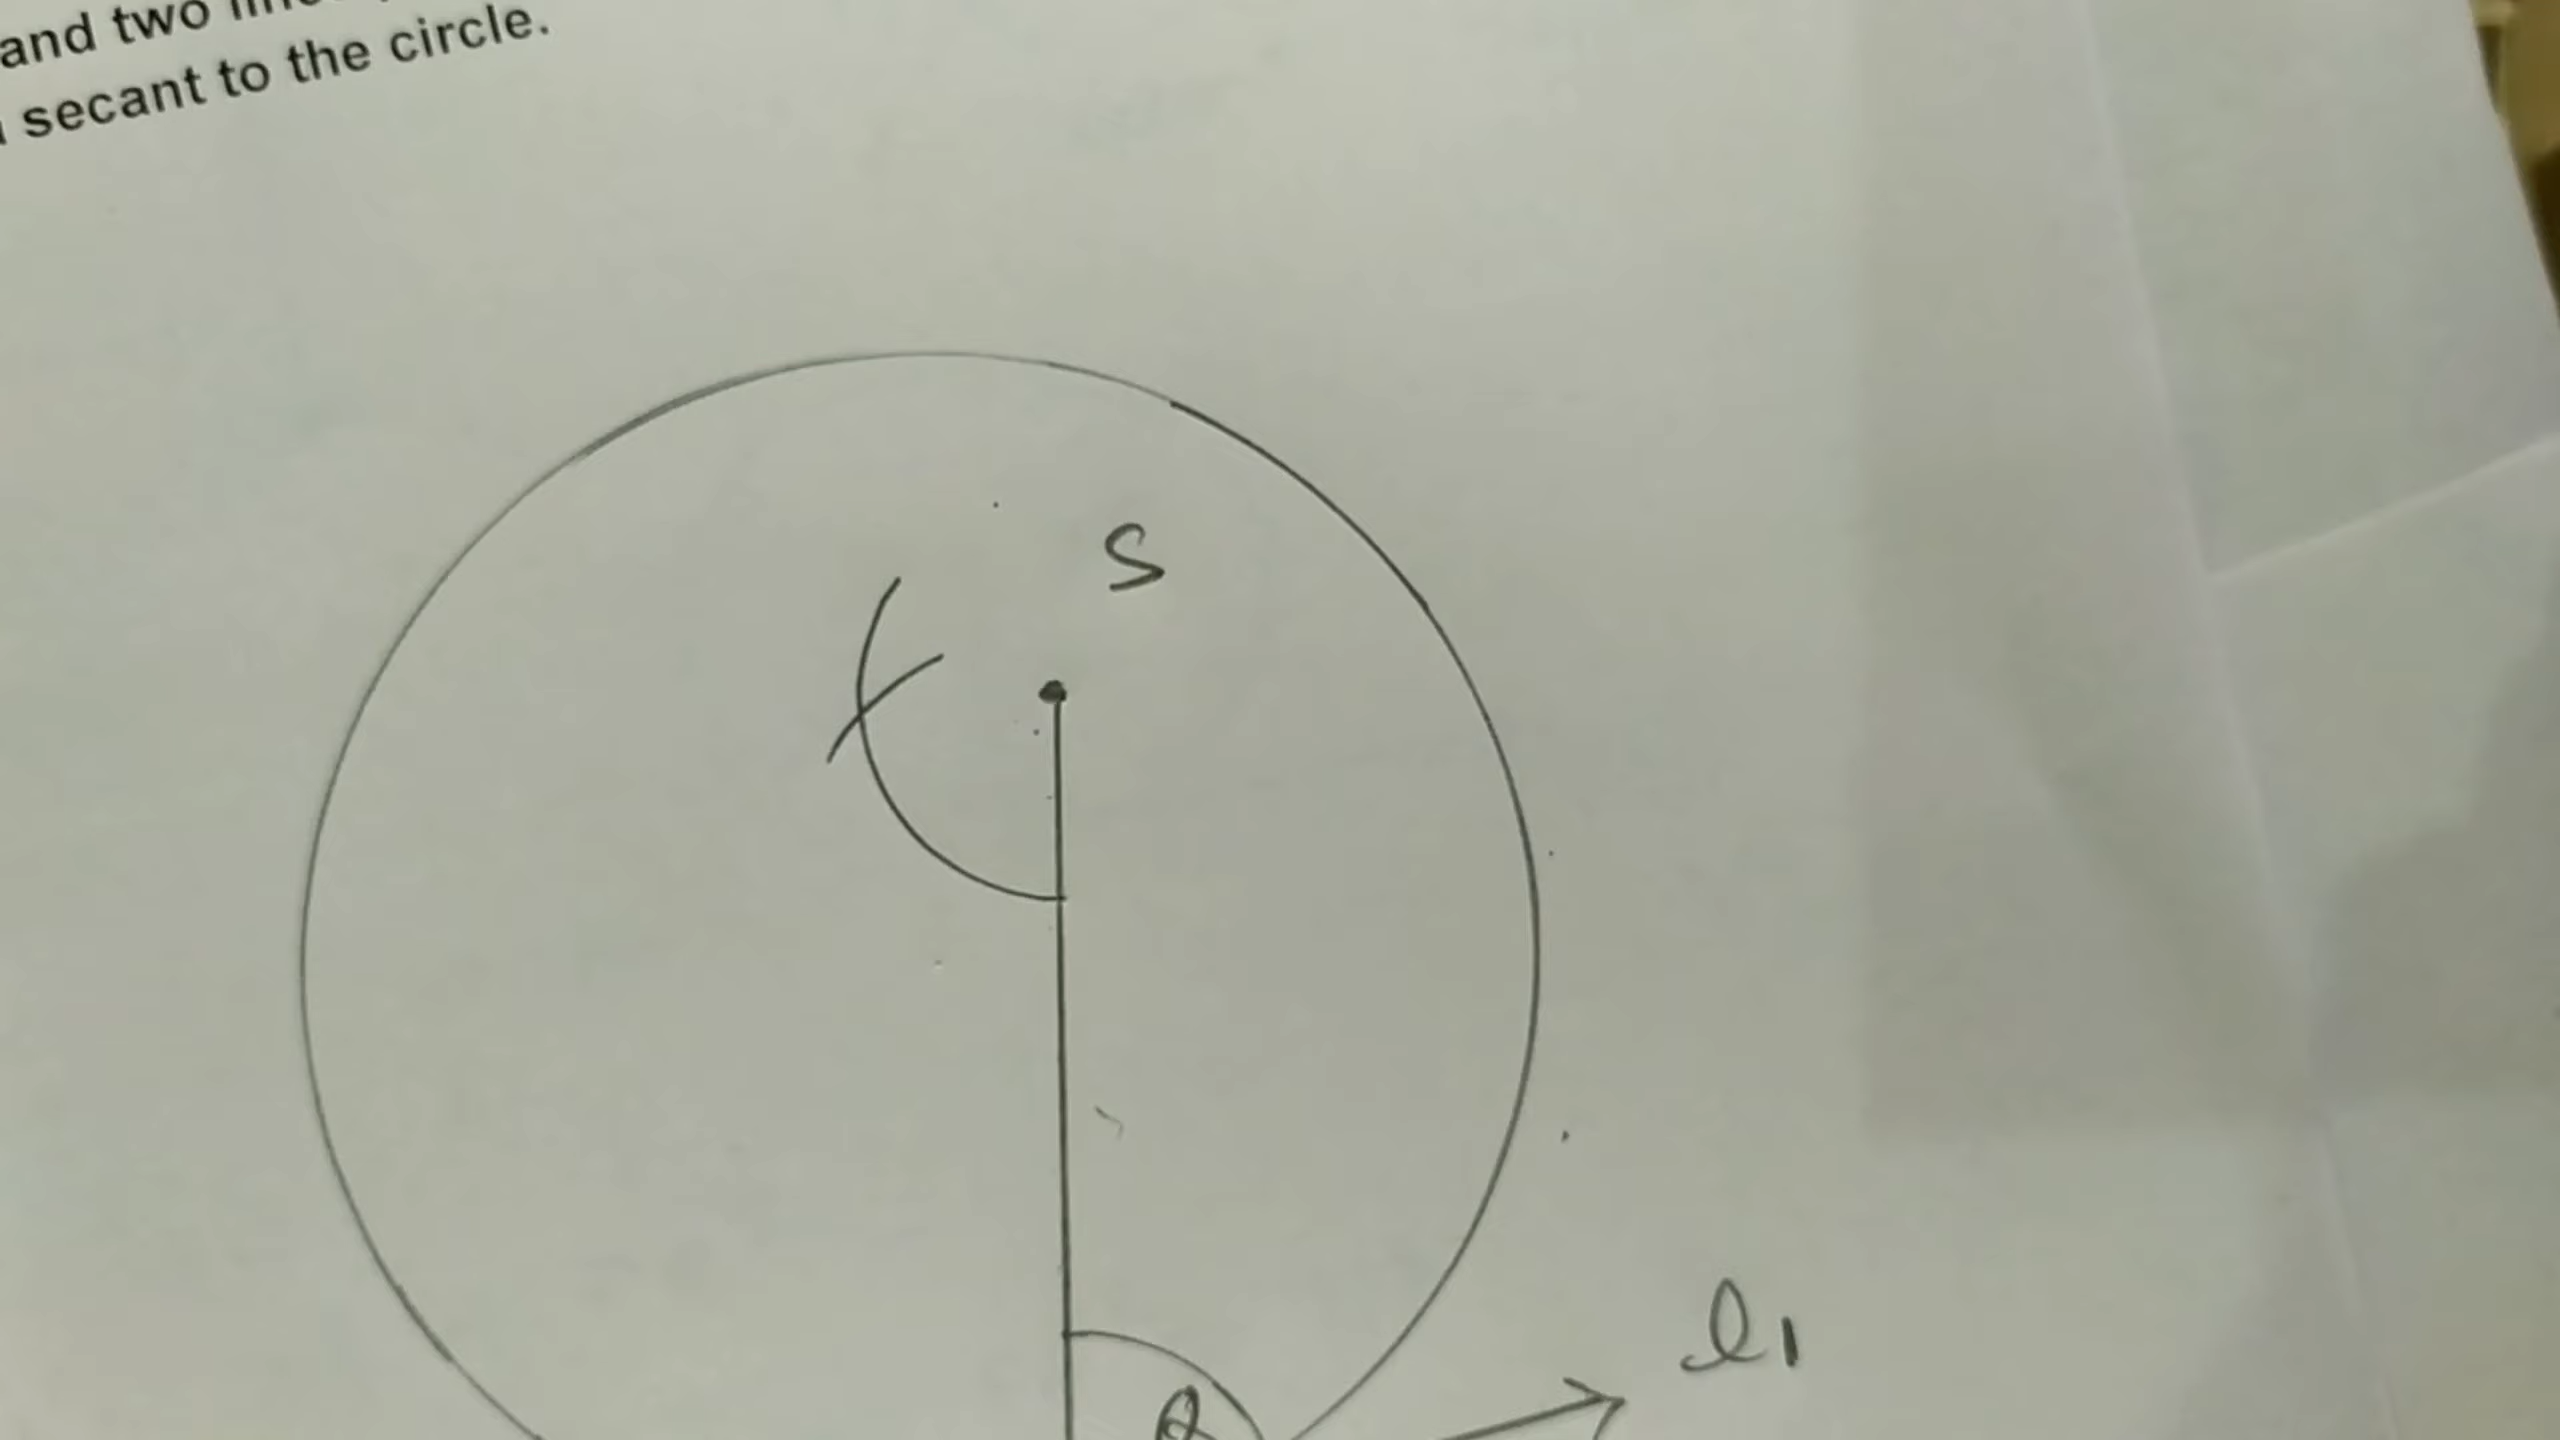 and two
secant to the circle.
S
l1